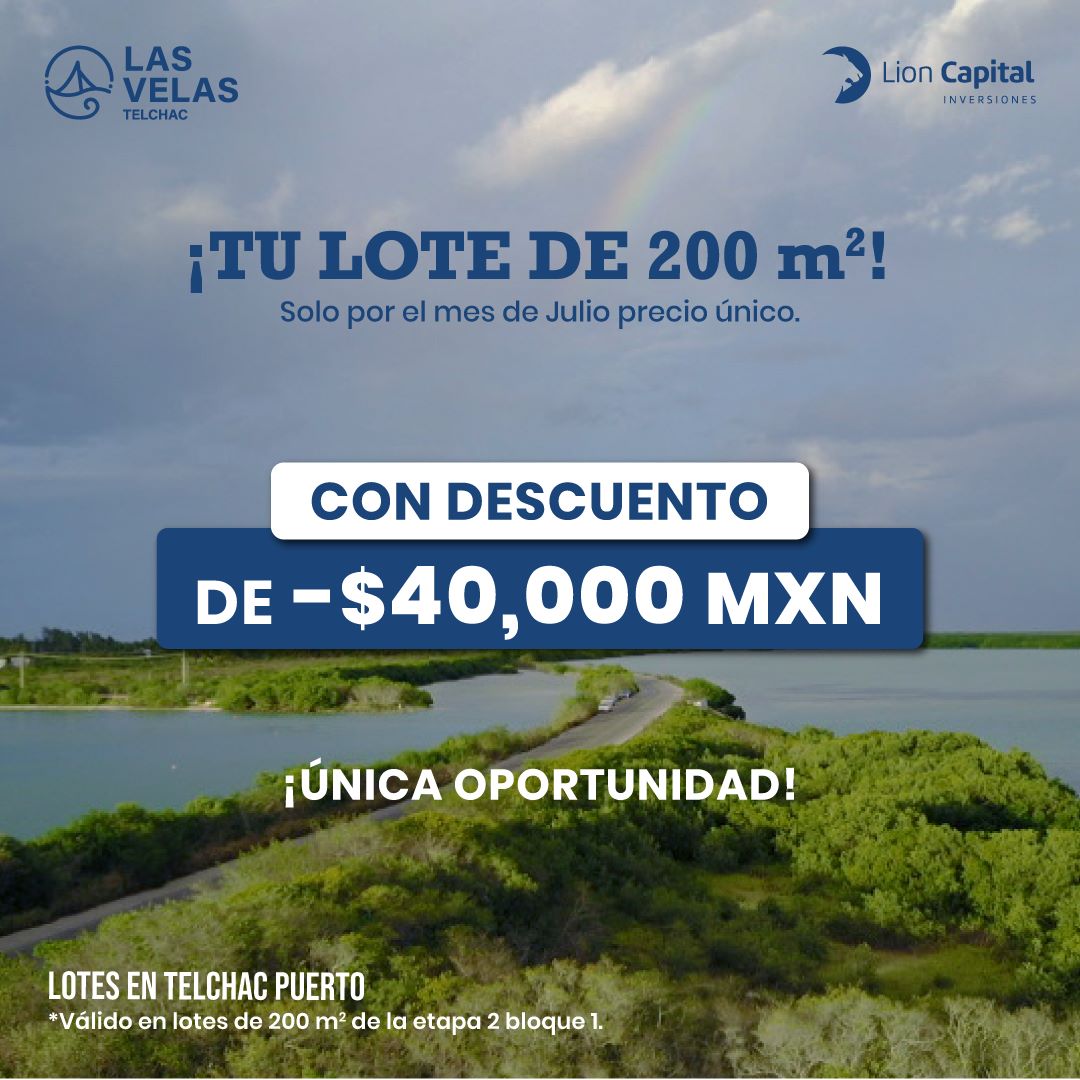 LAS
VELAS
TELCHAC
Lion Capital
INVERSIONES
¡TU LOTE DE 200 m²!
Solo por el mes de Julio precio único.
CON DESCUENTO
DE -$40,000 MXN
¡ÚNICA OPORTUNIDAD!
LOTES EN TELCHAC PUERTO
*Válido en lotes de 200 m² de la etapa 2 bloque 1.